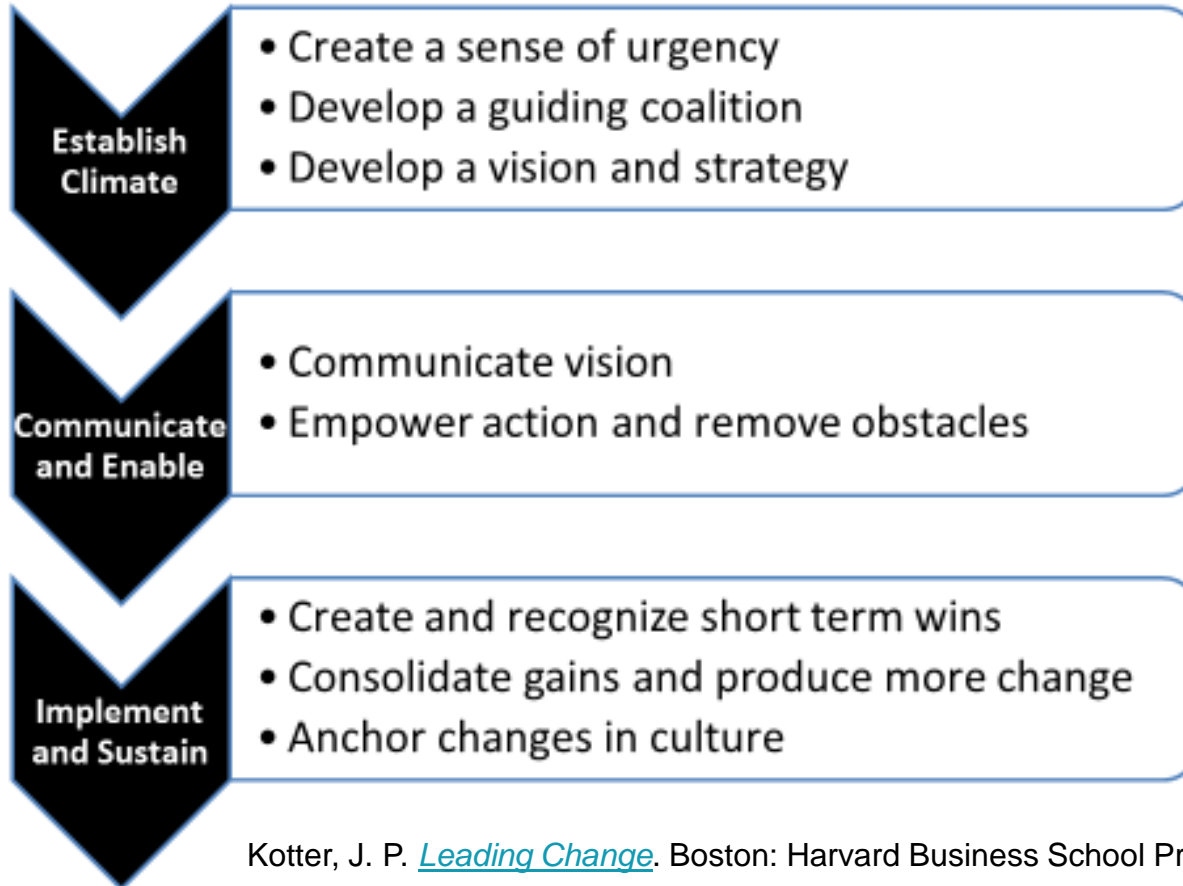 Establish
Climate
• Create a sense of urgency
• Develop a guiding coalition
• Develop a vision and strategy
Communicate
and Enable
• Communicate vision
• Empower action and remove obstacles
Implement
and Sustain
• Create and recognize short term wins
• Consolidate gains and produce more change
• Anchor changes in culture
Kotter, J. P. Leading Change. Boston: Harvard Business School Pr